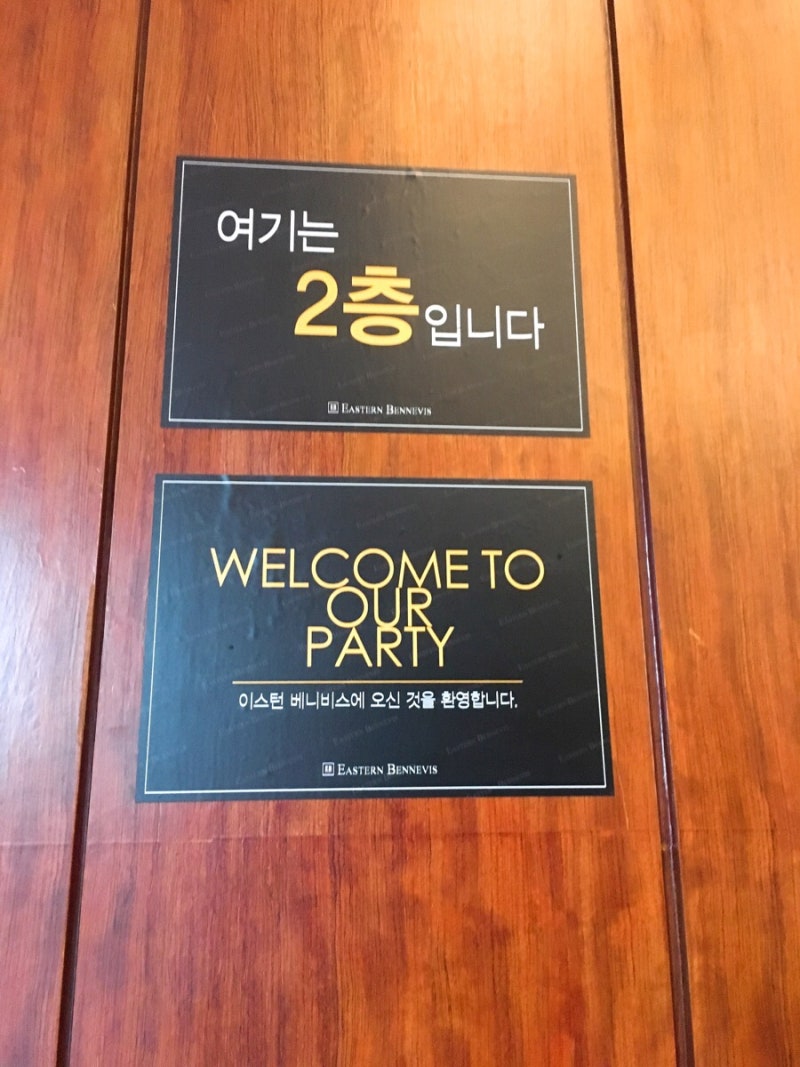 여기는
2층입니다
EASTERN BENNEVIS
WELCOME TO
OUR
PARTY
이스턴 베니비스에 오신 것을 환영합니다.
EASTERN BENNEVIS